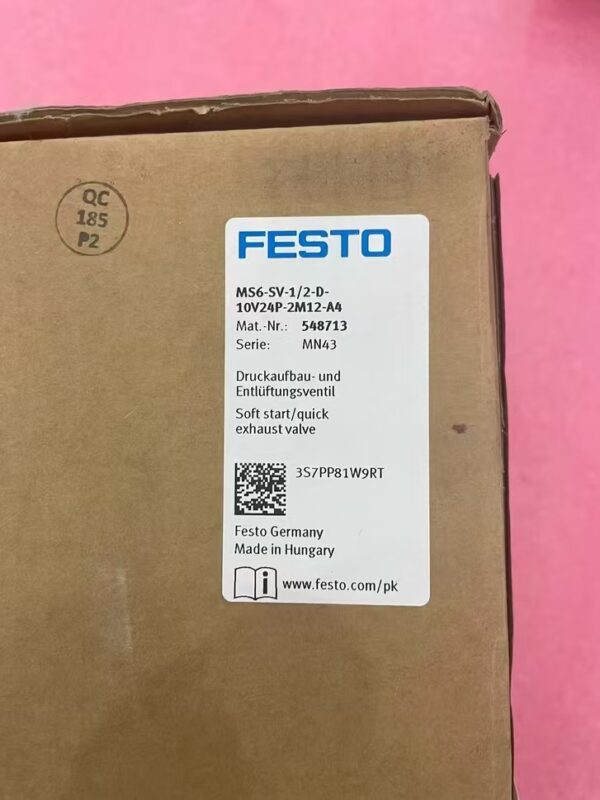 QC
185
P2
FESTO
MS6-SV-1/2-D-
10V24P-2M12-A4
Mat.-Nr.: 548713
Serie: MN43
Druckaufbau- und
Entlüftungsventil
Soft start/quick
exhaust valve
3S7PP81W9RT
Festo Germany
Made in Hungary
i www.festo.com/pk